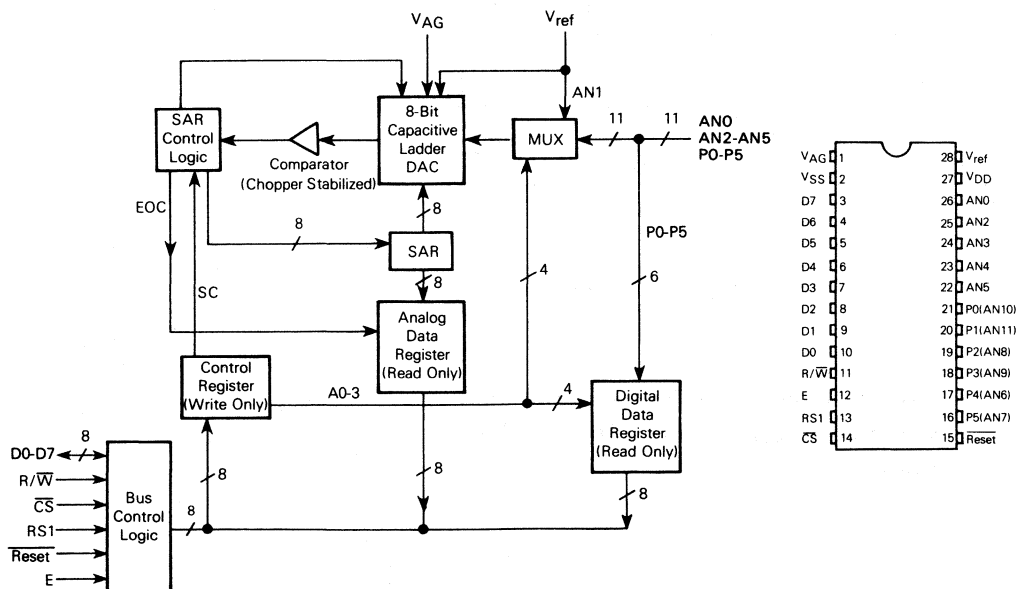 VAG
Vref
AN1
8-Bit
Capacitive
Ladder
DAC
SAR
Control
Logic
Comparator
(Chopper Stabilized)
MUX
11
11
AN0
AN2-AN5
P0-P5
EOC
8
8
SAR
8
4
P0-P5
6
SC
Analog
Data
Register
(Read Only)
Control
Register
(Write Only)
A0-3
4
Digital
Data
Register
(Read Only)
8
8
8
D0-D7
8
R/W̅
C̅S̅
RS1
R̅e̅s̅e̅t̅
E
Bus
Control
Logic
8
VAG 1 28 Vref
VSS 2 27 VDD
D7 3 26 AN0
D6 4 25 AN2
D5 5 24 AN3
D4 6 23 AN4
D3 7 22 AN5
D2 8 21 P0(AN10)
D1 9 20 P1(AN11)
D0 10 19 P2(AN8)
R/W̅ 11 18 P3(AN9)
E 12 17 P4(AN6)
RS1 13 16 P5(AN7)
C̅S̅ 14 15 R̅e̅s̅e̅t̅